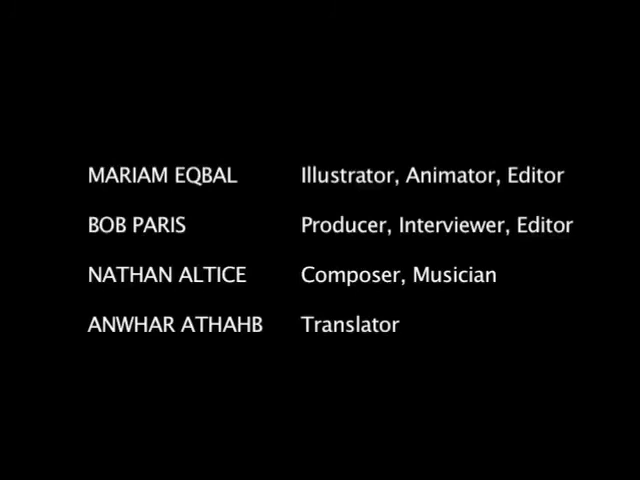 MARIAM EQBAL Illustrator, Animator, Editor
BOB PARIS Producer, Interviewer, Editor
NATHAN ALTICE Composer, Musician
ANWHAR ATHAHB Translator